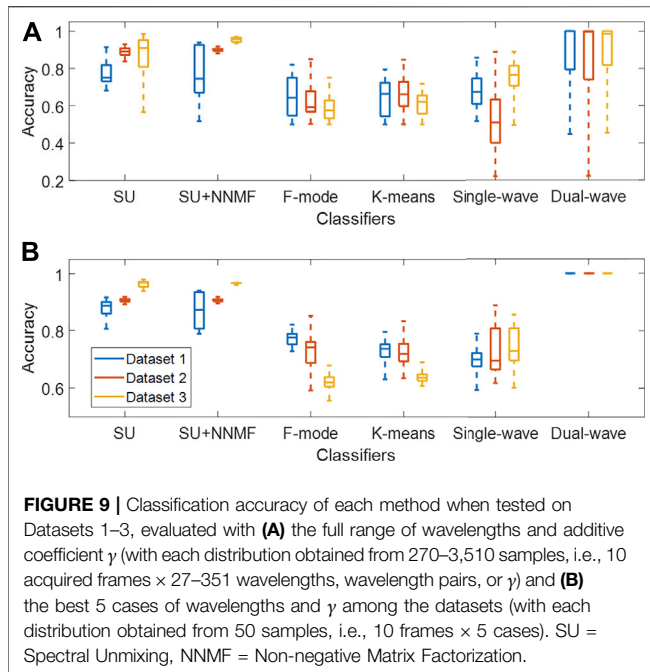 A
Accuracy
1
0.8
0.6
0.4
0.2
SU SU+NNMF F-mode K-means Single-wave Dual-wave
Classifiers
B
Accuracy
1
0.8
0.6
Dataset 1
Dataset 2
Dataset 3
SU SU+NNMF F-mode K-means Single-wave Dual-wave
Classifiers
FIGURE 9 | Classification accuracy of each method when tested on
Datasets 1–3, evaluated with (A) the full range of wavelengths and additive
coefficient γ (with each distribution obtained from 270–3,510 samples, i.e., 10
acquired frames × 27–351 wavelengths, wavelength pairs, or γ) and (B)
the best 5 cases of wavelengths and γ among the datasets (with each
distribution obtained from 50 samples, i.e., 10 frames × 5 cases). SU =
Spectral Unmixing, NNMF = Non-negative Matrix Factorization.